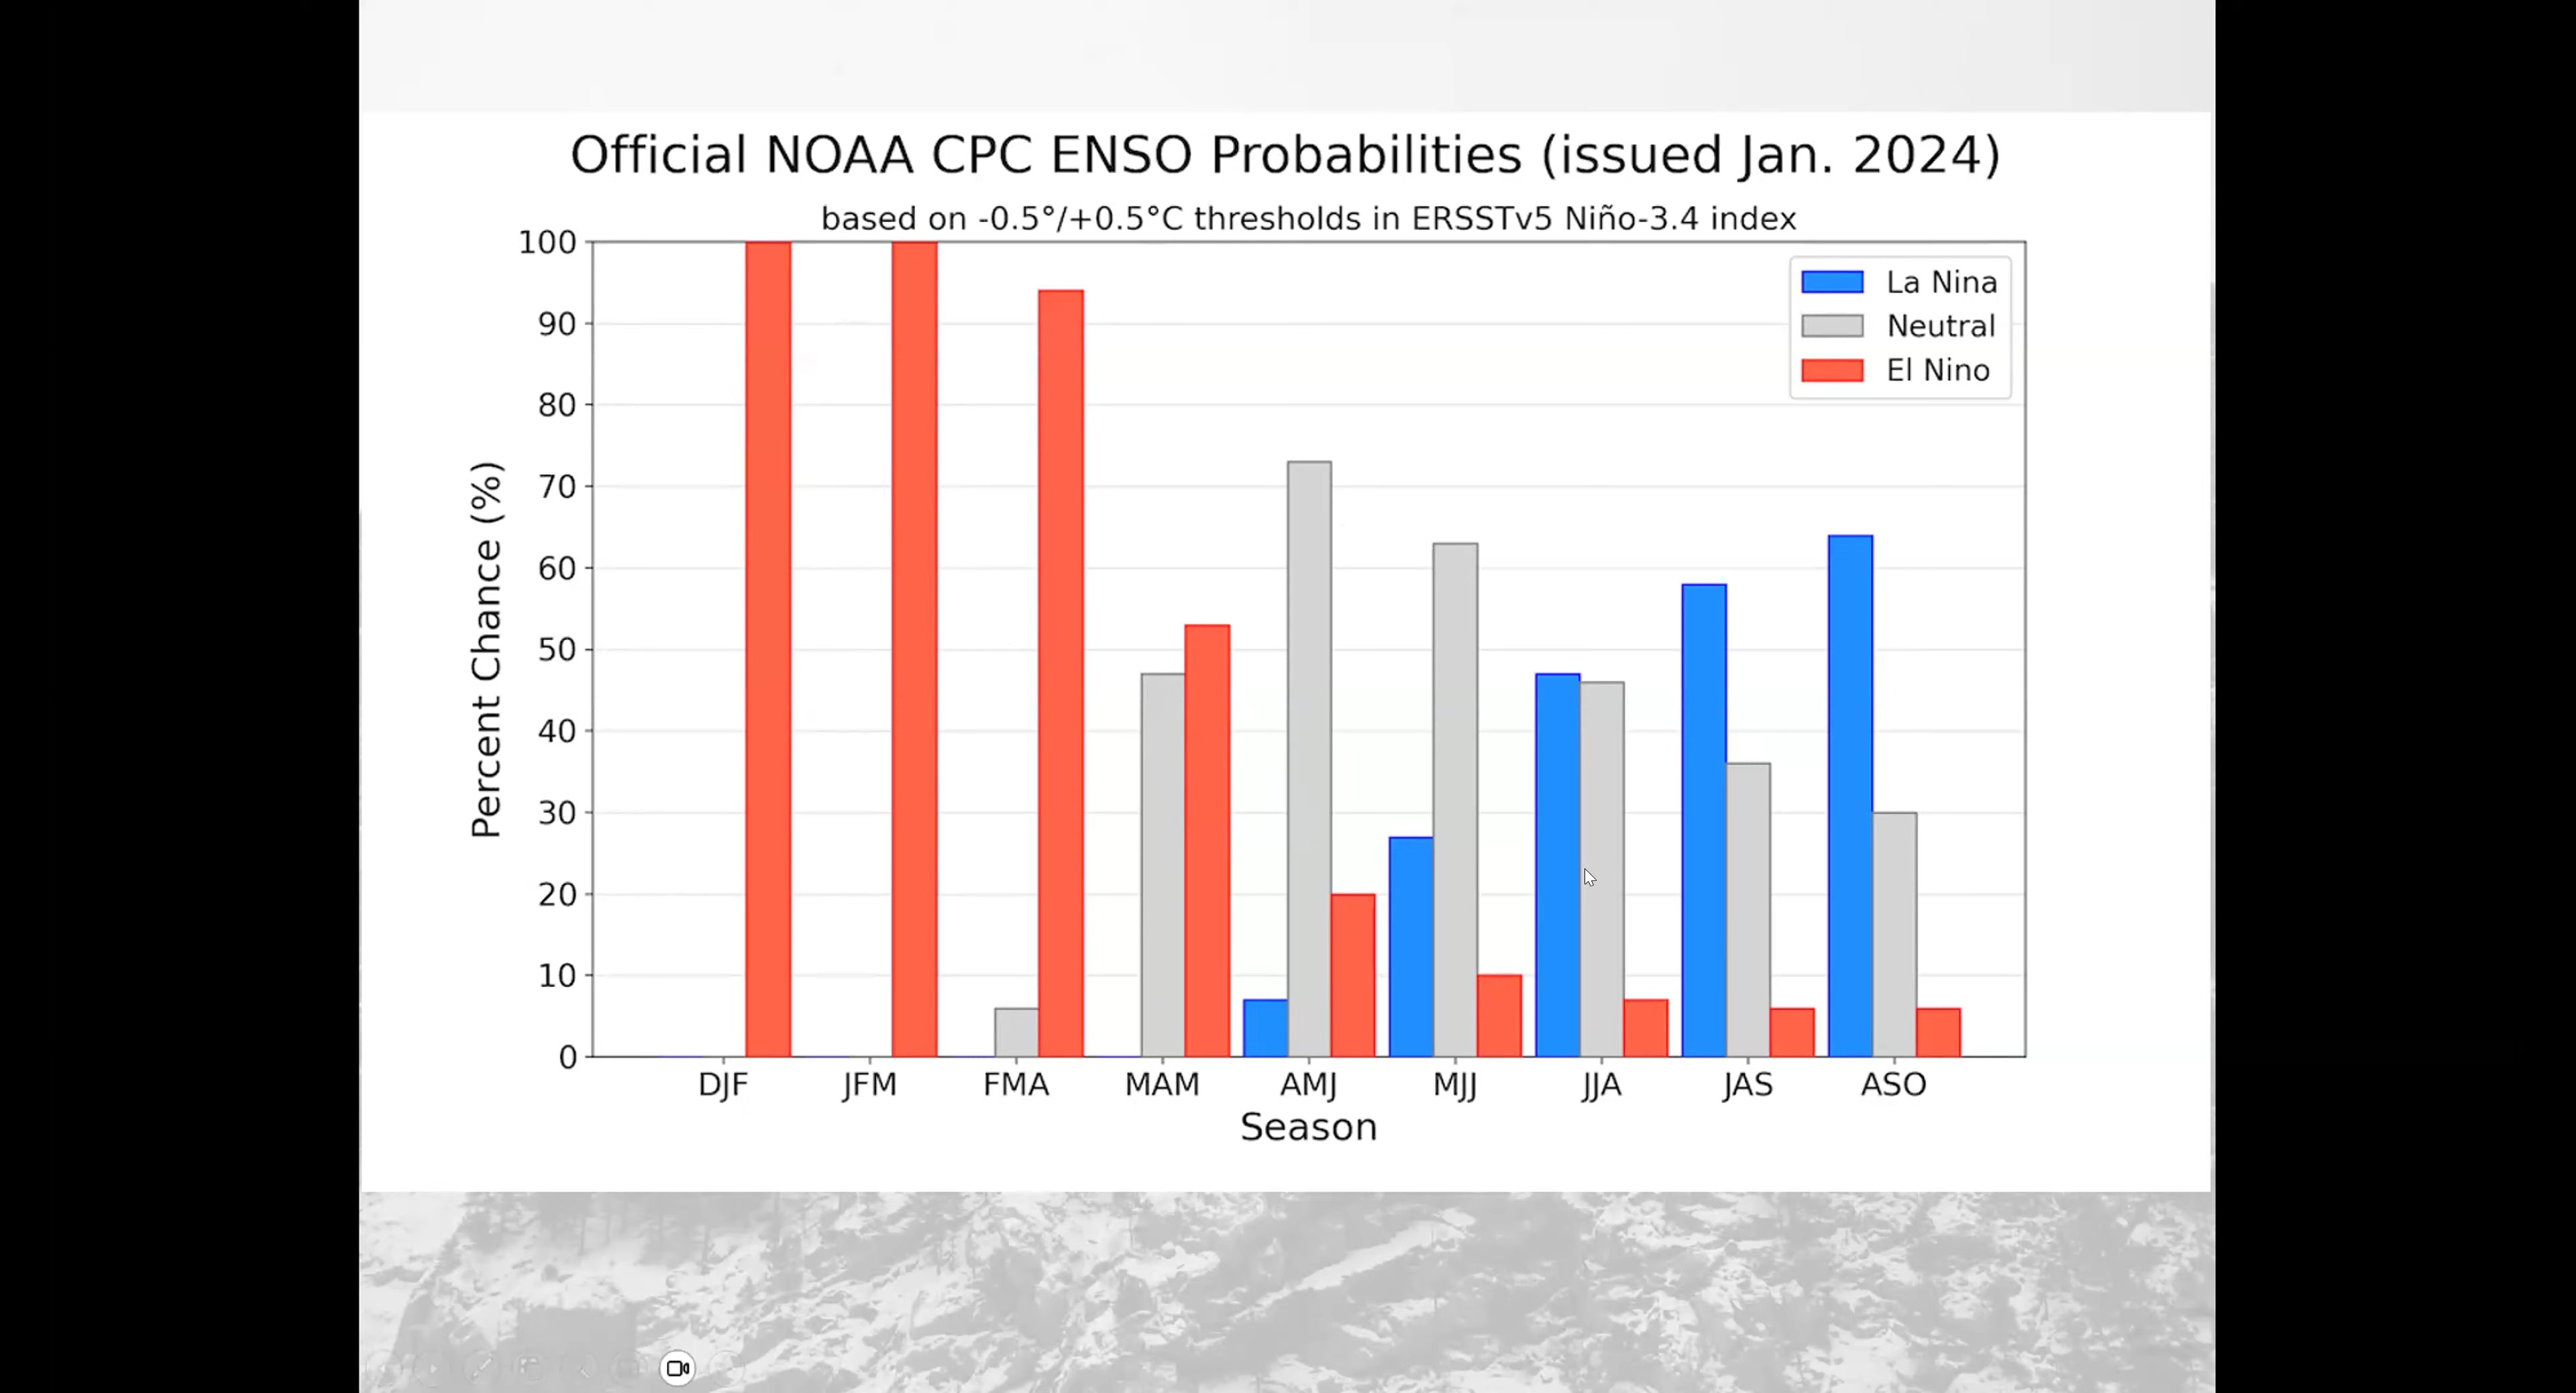 Official NOAA CPC ENSO Probabilities (issued Jan. 2024)
based on -0.5°/+0.5°C thresholds in ERSSTv5 Niño-3.4 index
La Nina
Neutral
El Nino
Percent Chance (%)
100
90
80
70
60
50
40
30
20
10
0
DJF JFM FMA MAM AMJ MJJ JJA JAS ASO
Season